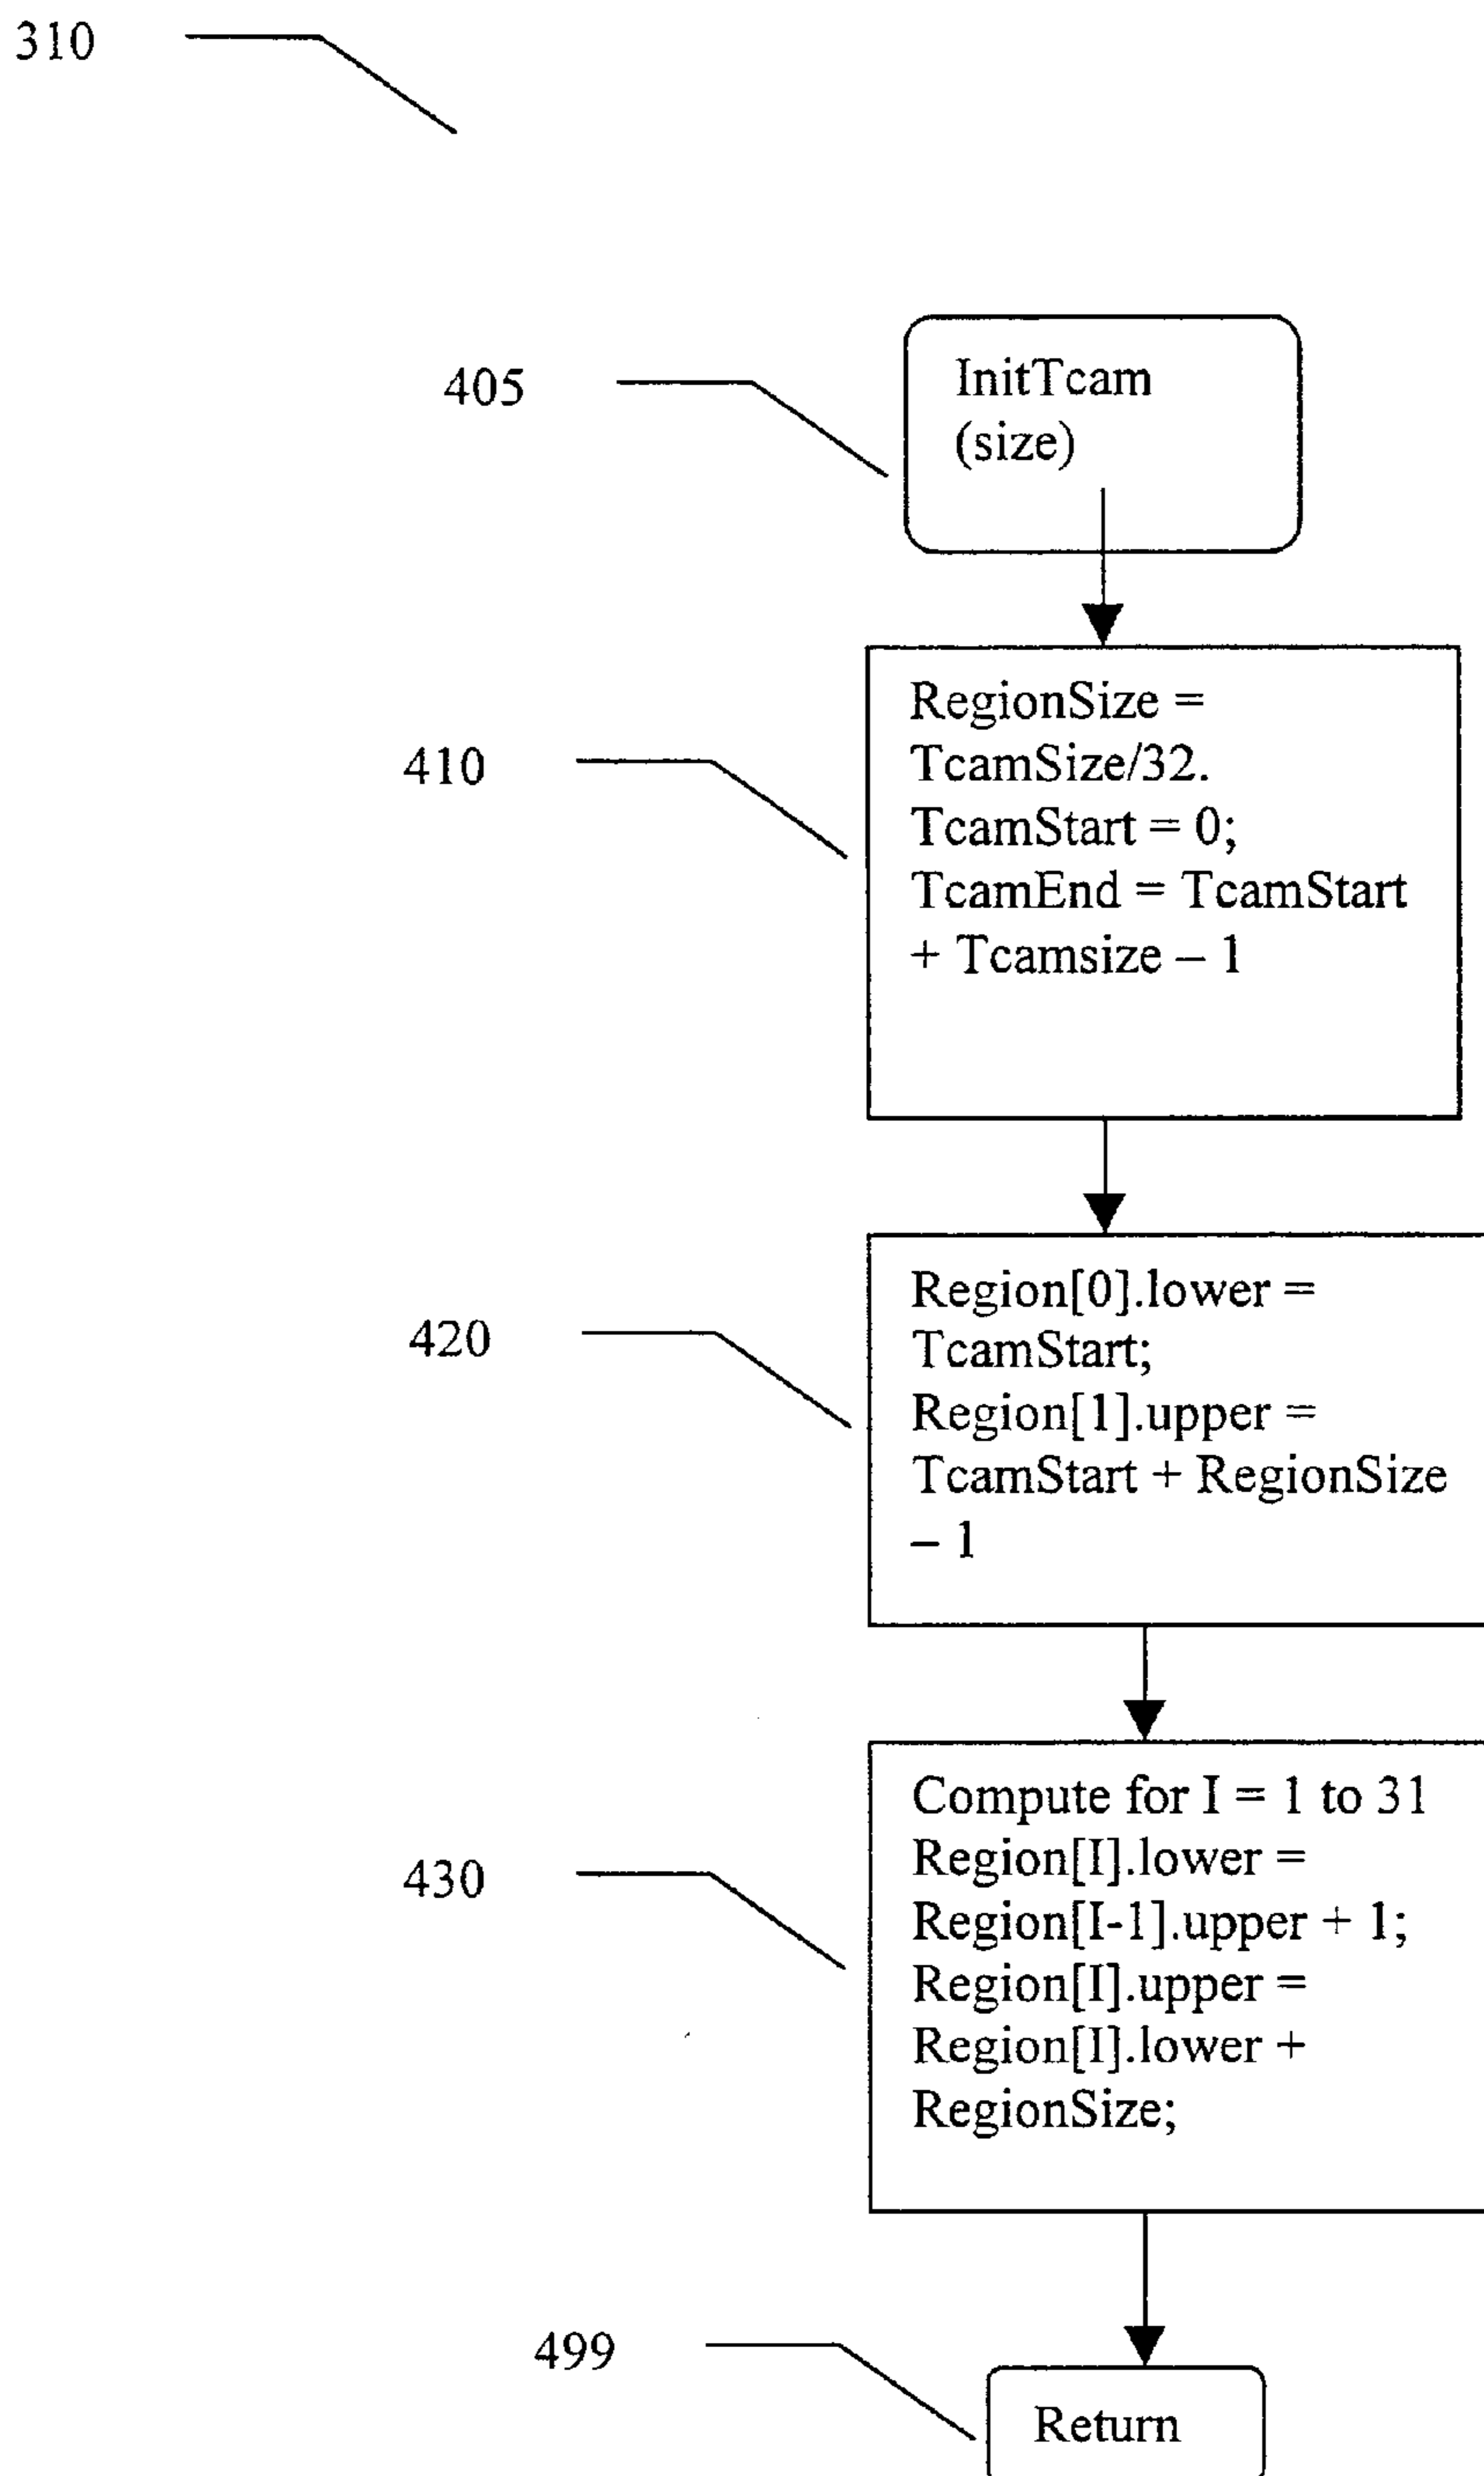 310
405
InitTcam
(size)
410
RegionSize =
TcamSize/32.
TcamStart = 0;
TcamEnd = TcamStart
+ Tcamsize – 1
420
Region[0].lower =
TcamStart;
Region[1].upper =
TcamStart + RegionSize
– 1
430
Compute for I = 1 to 31
Region[I].lower =
Region[I-1].upper + 1;
Region[I].upper =
Region[I].lower +
RegionSize;
499
Return